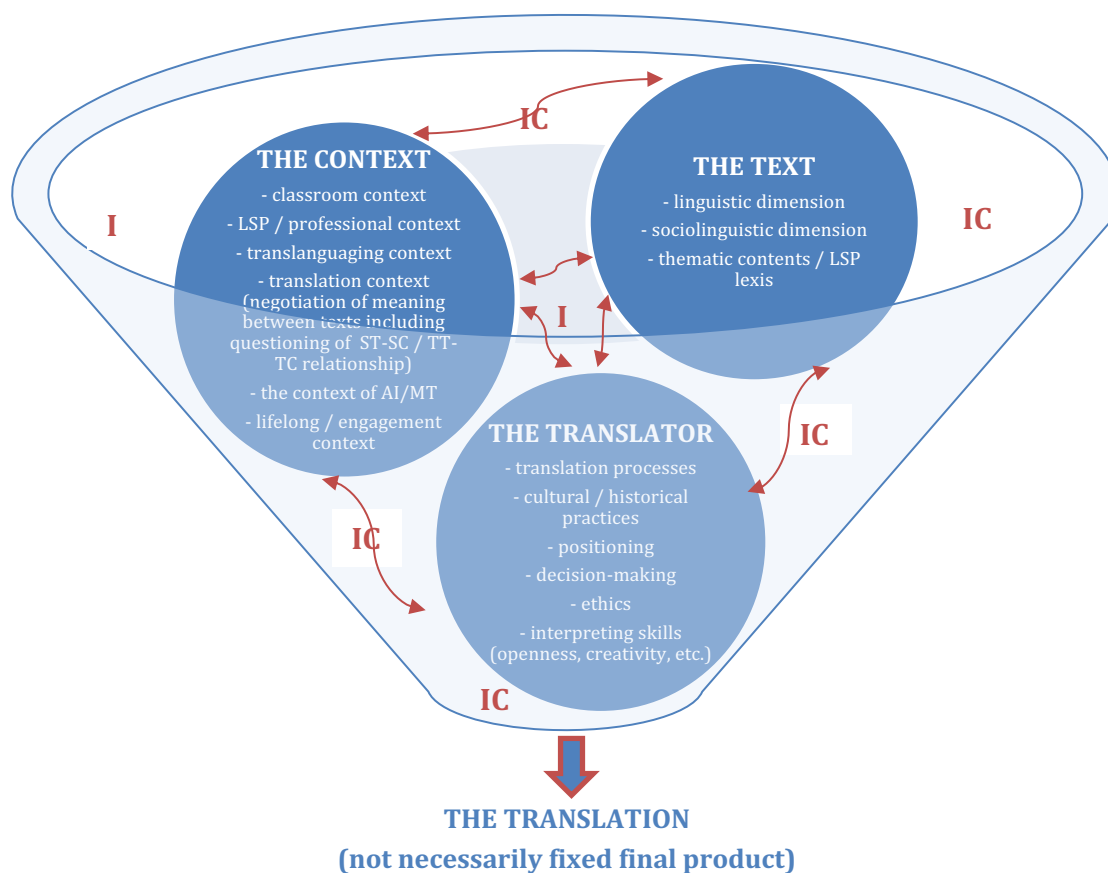 IC
THE CONTEXT
- classroom context
- LSP / professional context
- translanguaging context
- translation context
(negotiation of meaning
between texts including
questioning of ST-SC / TT-
TC relationship)
- the context of AI/MT
- lifelong / engagement
context
THE TEXT
- linguistic dimension
- sociolinguistic dimension
- thematic contents / LSP
lexis
I
IC
I
THE TRANSLATOR
- translation processes
- cultural / historical
practices
- positioning
- decision-making
- ethics
- interpreting skills
(openness, creativity, etc.)
IC
IC
IC
THE TRANSLATION
(not necessarily fixed final product)